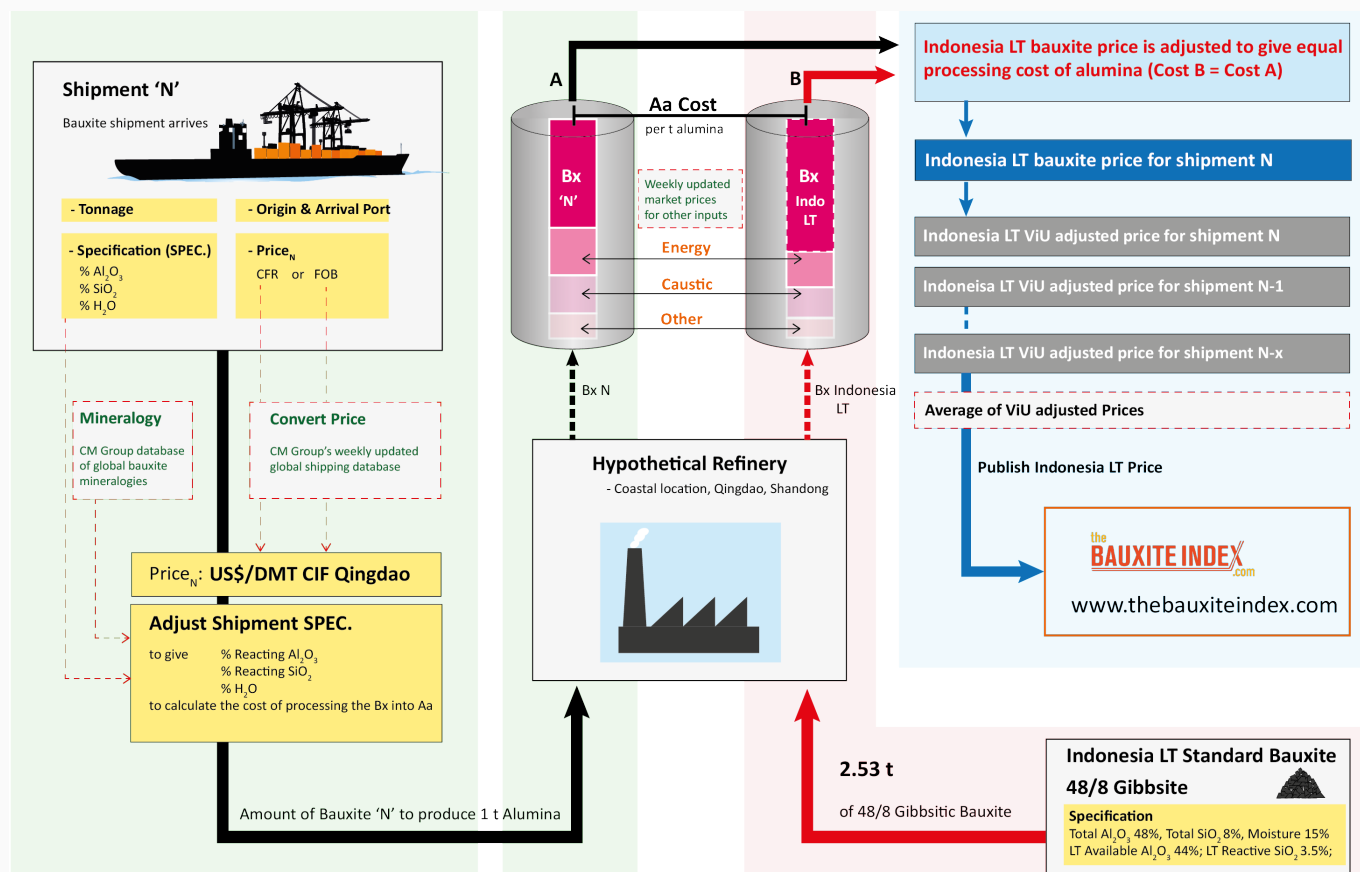 Shipment ‘N’
Bauxite shipment arrives
- Tonnage
- Origin & Arrival Port
- Specification (SPEC.)
% Al2O3
% SiO2
% H2O
- PriceN
CFR or FOB
Mineralogy
CM Group database
of global bauxite
mineralogies
Convert Price
CM Group’s weekly updated
global shipping database
PriceN: US$/DMT CIF Qingdao
Adjust Shipment SPEC.
to give % Reacting Al2O3
% Reacting SiO2
% H2O
to calculate the cost of processing the Bx into Aa
Amount of Bauxite ‘N’ to produce 1 t Alumina
A
B
Aa Cost
per t alumina
Bx
‘N’
Weekly updated
market prices
for other inputs
Bx
Indo
LT
Energy
Caustic
Other
Bx N
Bx Indonesia
LT
Hypothetical Refinery
- Coastal location, Qingdao, Shandong
2.53 t
of 48/8 Gibbsitic Bauxite
Indonesia LT bauxite price is adjusted to give equal
processing cost of alumina (Cost B = Cost A)
Indonesia LT bauxite price for shipment N
Indonesia LT ViU adjusted price for shipment N
Indoneisa LT ViU adjusted price for shipment N-1
Indonesia LT ViU adjusted price for shipment N-x
Average of ViU adjusted Prices
Publish Indonesia LT Price
the
BAUXITE INDEX
.com
www.thebauxiteindex.com
Indonesia LT Standard Bauxite
48/8 Gibbsite
Specification
Total Al2O3 48%, Total SiO2 8%, Moisture 15%
LT Available Al2O3 44%; LT Reactive SiO2 3.5%;